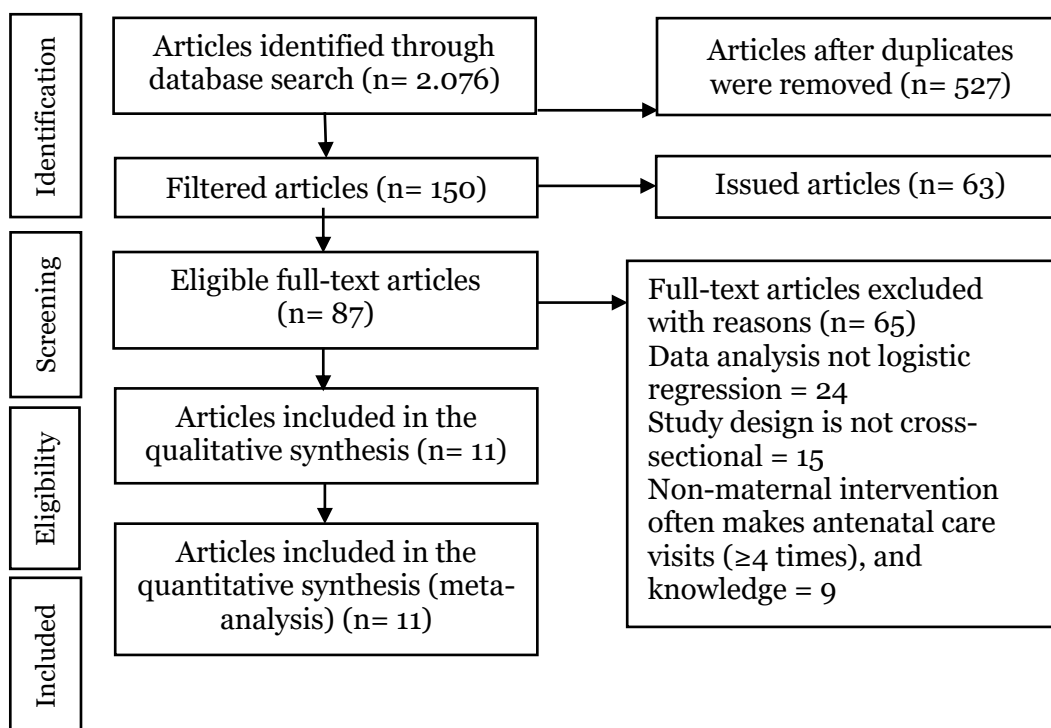 Identification
Articles identified through
database search (n= 2.076)
Articles after duplicates
were removed (n= 527)
Filtered articles (n= 150)
Issued articles (n= 63)
Screening
Eligible full-text articles
(n= 87)
Full-text articles excluded
with reasons (n= 65)
Data analysis not logistic
regression = 24
Study design is not cross-
sectional = 15
Non-maternal intervention
often makes antenatal care
visits (≥4 times), and
knowledge = 9
Eligibility
Articles included in the
qualitative synthesis (n= 11)
Included
Articles included in the
quantitative synthesis (meta-
analysis) (n= 11)